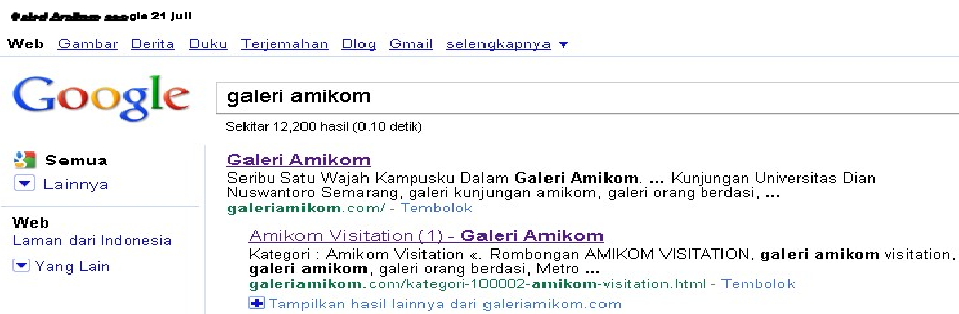 gle 21 juli
Web Gambar Berita Buku Terjemahan Blog Gmail selengkapnya ▼
Google
galeri amikom
Sekitar 12,200 hasil (0.10 detik)
Semua
Lainnya
Web
Laman dari Indonesia
Yang Lain
Galeri Amikom
Seribu Satu Wajah Kampusku Dalam Galeri Amikom. ... Kunjungan Universitas Dian
Nuswantoro Semarang, galeri kunjungan amikom, galeri orang berdasi, ...
galeriamikom.com/ - Tembolok
Amikom Visitation (1) - Galeri Amikom
Kategori : Amikom Visitation «. Rombongan AMIKOM VISITATION, galeri amikom visitation,
galeri amikom, galeri orang berdasi, Metro ...
galeriamikom.com/kategori-100002-amikom-visitation.html - Tembolok
Tampilkan hasil lainnya dari galeriamikom.com